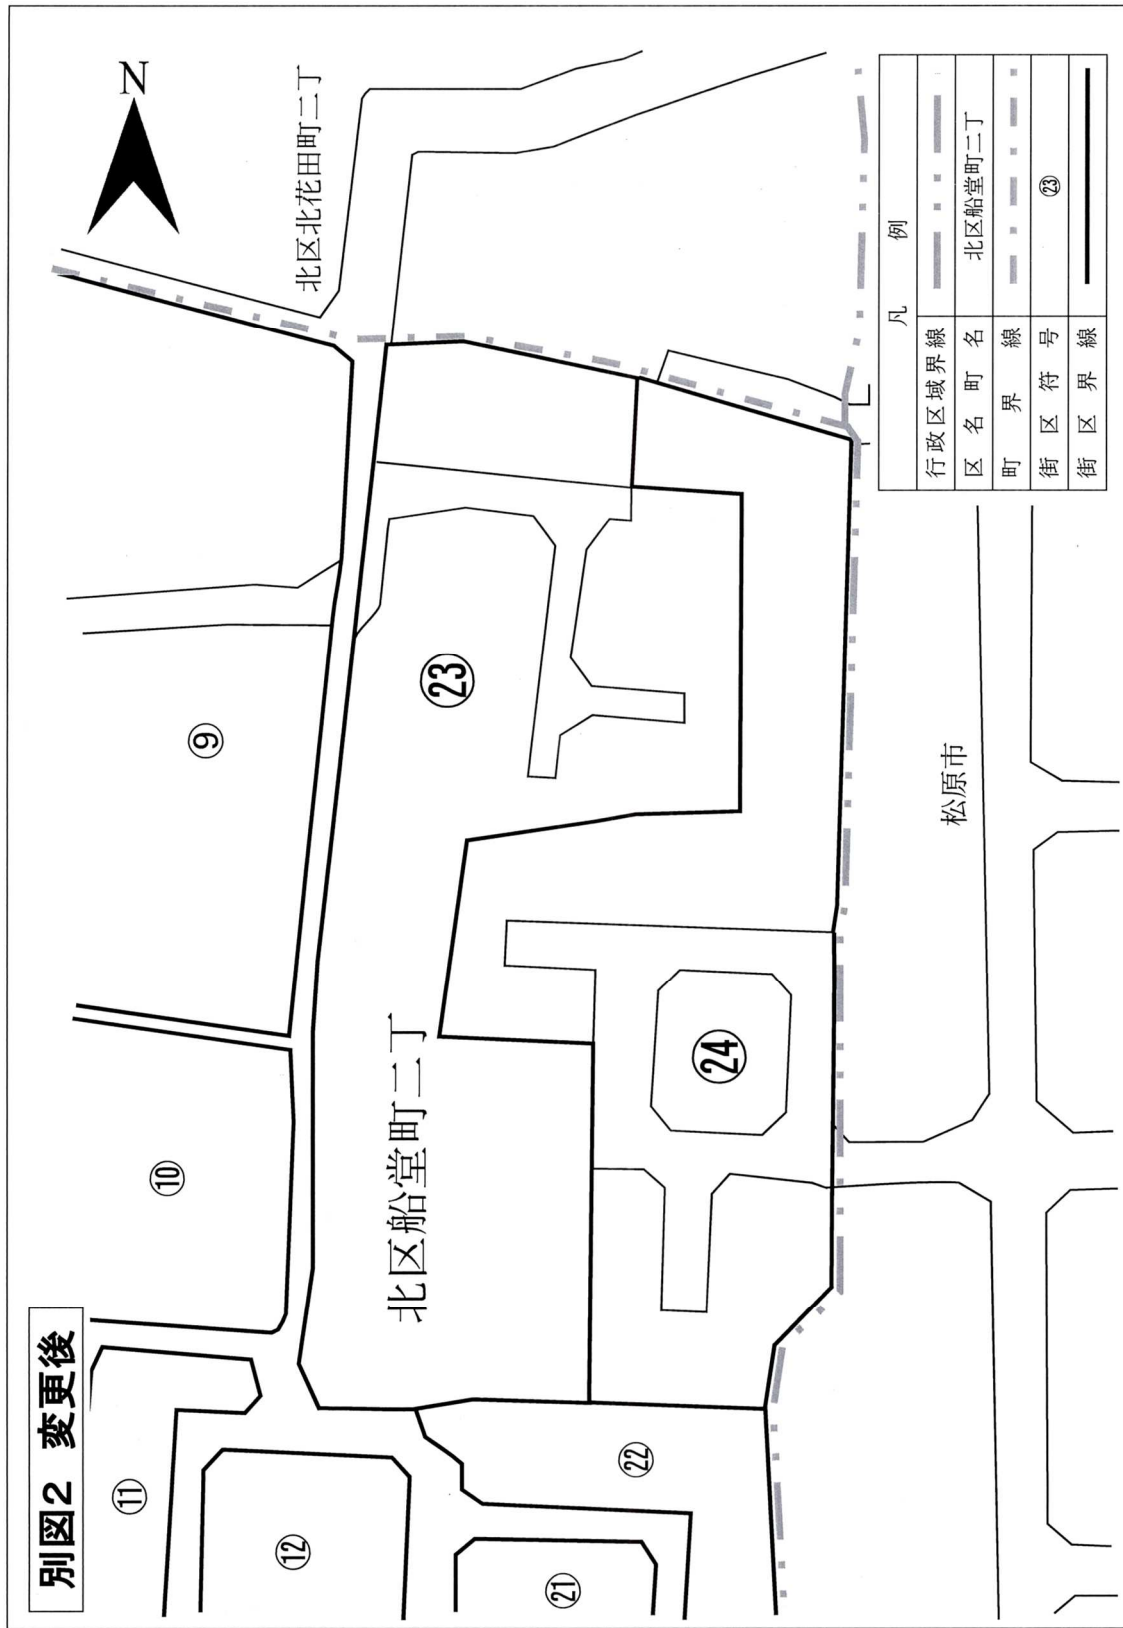 別図2 変更後
N
北区北花田町二丁
⑨
⑩
⑪
⑫
㉑
㉒
㉓
㉔
北区船堂町二丁
松原市
凡 例
行政区域界線
区名町名 北区船堂町二丁
町界線
街区符号 ㉓
街区界線